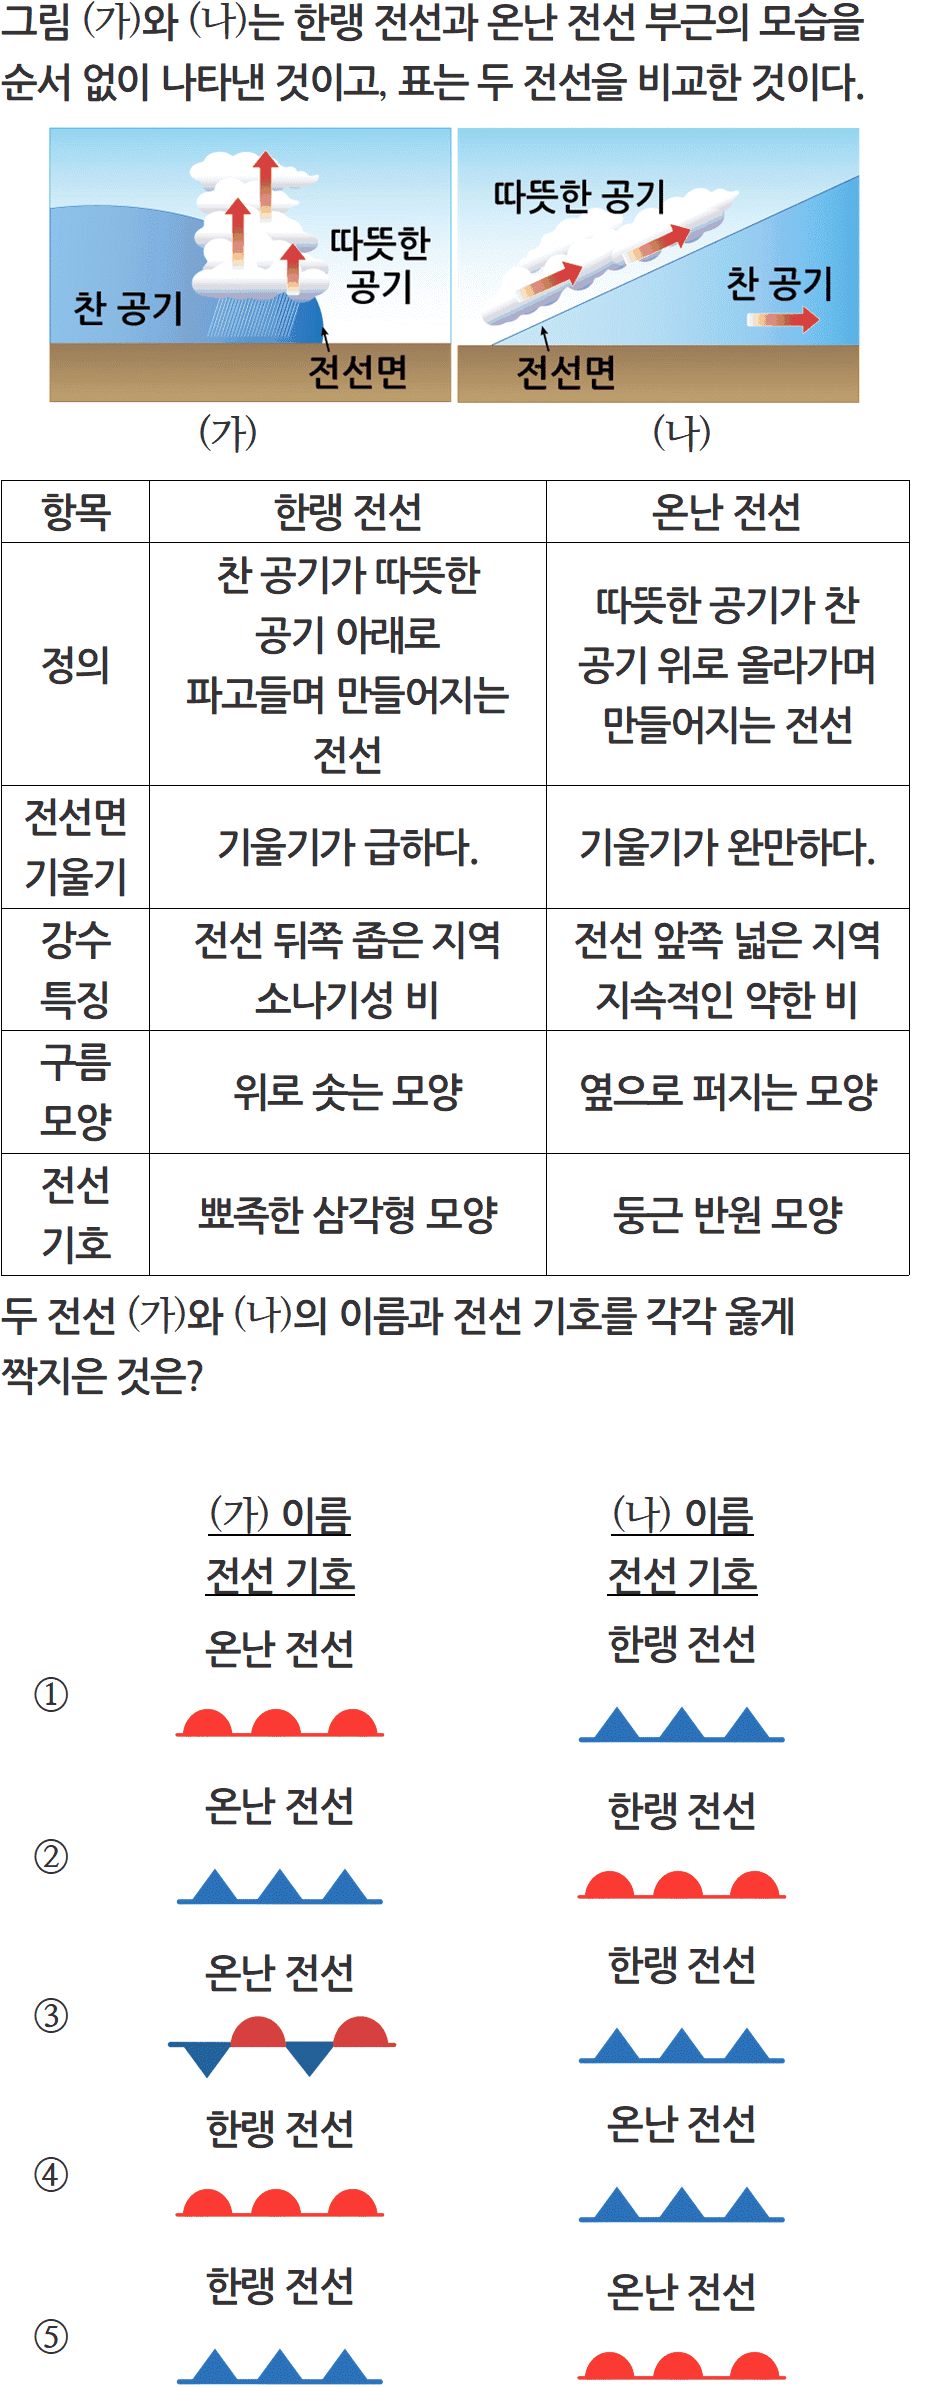 그림 (가)와 (나)는 한랭 전선과 온난 전선 부근의 모습을
순서 없이 나타낸 것이고, 표는 두 전선을 비교한 것이다.
찬 공기
따뜻한
공기
전선면
따뜻한 공기
찬 공기
전선면
(가)
(나)
항목 한랭 전선 온난 전선
정의
찬 공기가 따뜻한
공기 아래로
파고들며 만들어지는
전선
따뜻한 공기가 찬
공기 위로 올라가며
만들어지는 전선
전선면
기울기
기울기가 급하다.
기울기가 완만하다.
강수
특징
전선 뒤쪽 좁은 지역
소나기성 비
전선 앞쪽 넓은 지역
지속적인 약한 비
구름
모양
위로 솟는 모양
옆으로 퍼지는 모양
전선
기호
뾰족한 삼각형 모양
둥근 반원 모양
두 전선 (가)와 (나)의 이름과 전선 기호를 각각 옳게
짝지은 것은?
(가) 이름
전선 기호
(나) 이름
전선 기호
① 온난 전선 한랭 전선
② 온난 전선 한랭 전선
③ 온난 전선 한랭 전선
④ 한랭 전선 온난 전선
⑤ 한랭 전선 온난 전선